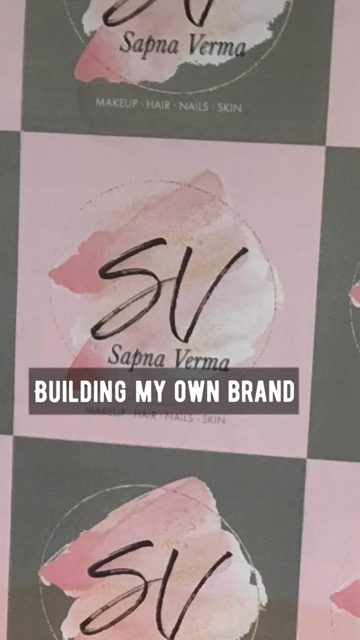 SV
Sapna Verma
MAKEUP · HAIR · NAILS · SKIN
SV
Sapna Verma
BUILDING MY OWN BRAND
MAKEUP · HAIR · NAILS · SKIN
SV